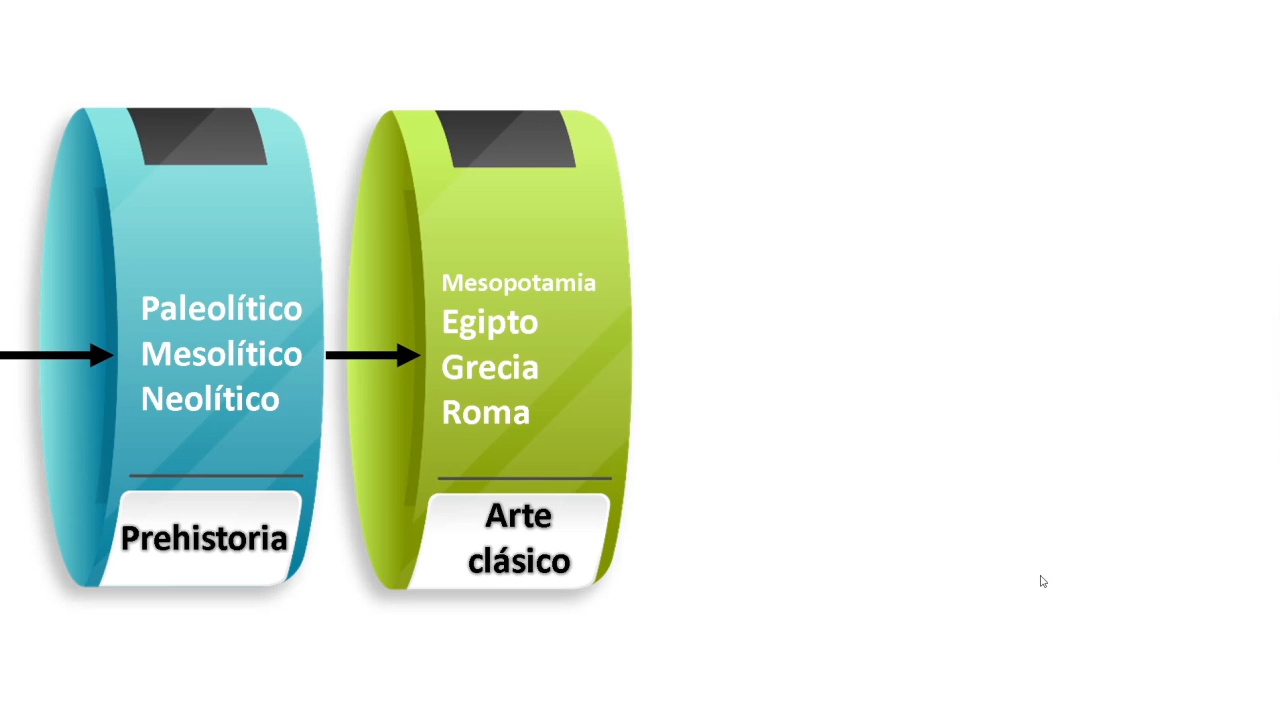 Paleolítico
Mesolítico
Neolítico
Prehistoria
Mesopotamia
Egipto
Grecia
Roma
Arte
clásico